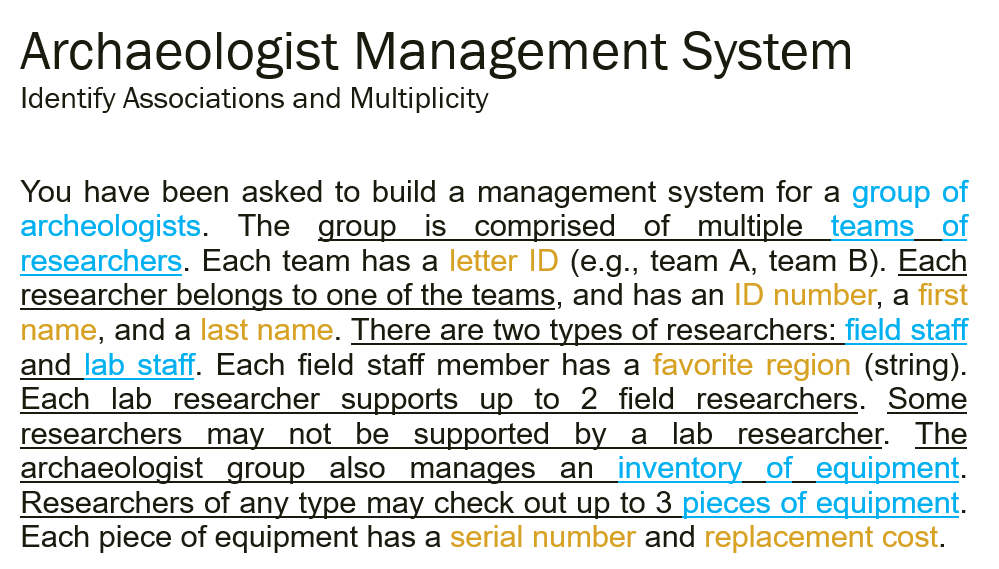 Archaeologist Management System
Identify Associations and Multiplicity
You have been asked to build a management system for a group of
archeologists. The group is comprised of multiple teams of
researchers. Each team has a letter ID (e.g., team A, team B). Each
researcher belongs to one of the teams, and has an ID number, a first
name, and a last name. There are two types of researchers: field staff
and lab staff. Each field staff member has a favorite region (string).
Each lab researcher supports up to 2 field researchers. Some
researchers may not be supported by a lab researcher. The
archaeologist group also manages an inventory of equipment.
Researchers of any type may check out up to 3 pieces of equipment.
Each piece of equipment has a serial number and replacement cost.